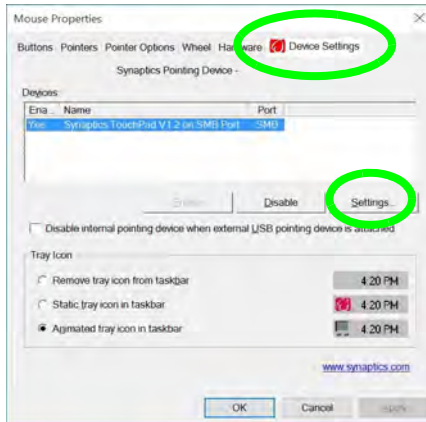 Mouse Properties
Buttons Pointers Pointer Options Wheel Hardware Device Settings
Synaptics Pointing Device -
Devices:
Ena... Name Port
Yes Synaptics TouchPad V1.2 on SMB Port SMB
Enable Disable Settings...
Disable internal pointing device when external USB pointing device is attached
Tray Icon
Remove tray icon from taskbar 4:20 PM
Static tray icon in taskbar 4:20 PM
Animated tray icon in taskbar 4:20 PM
www.synaptics.com
OK Cancel Apply